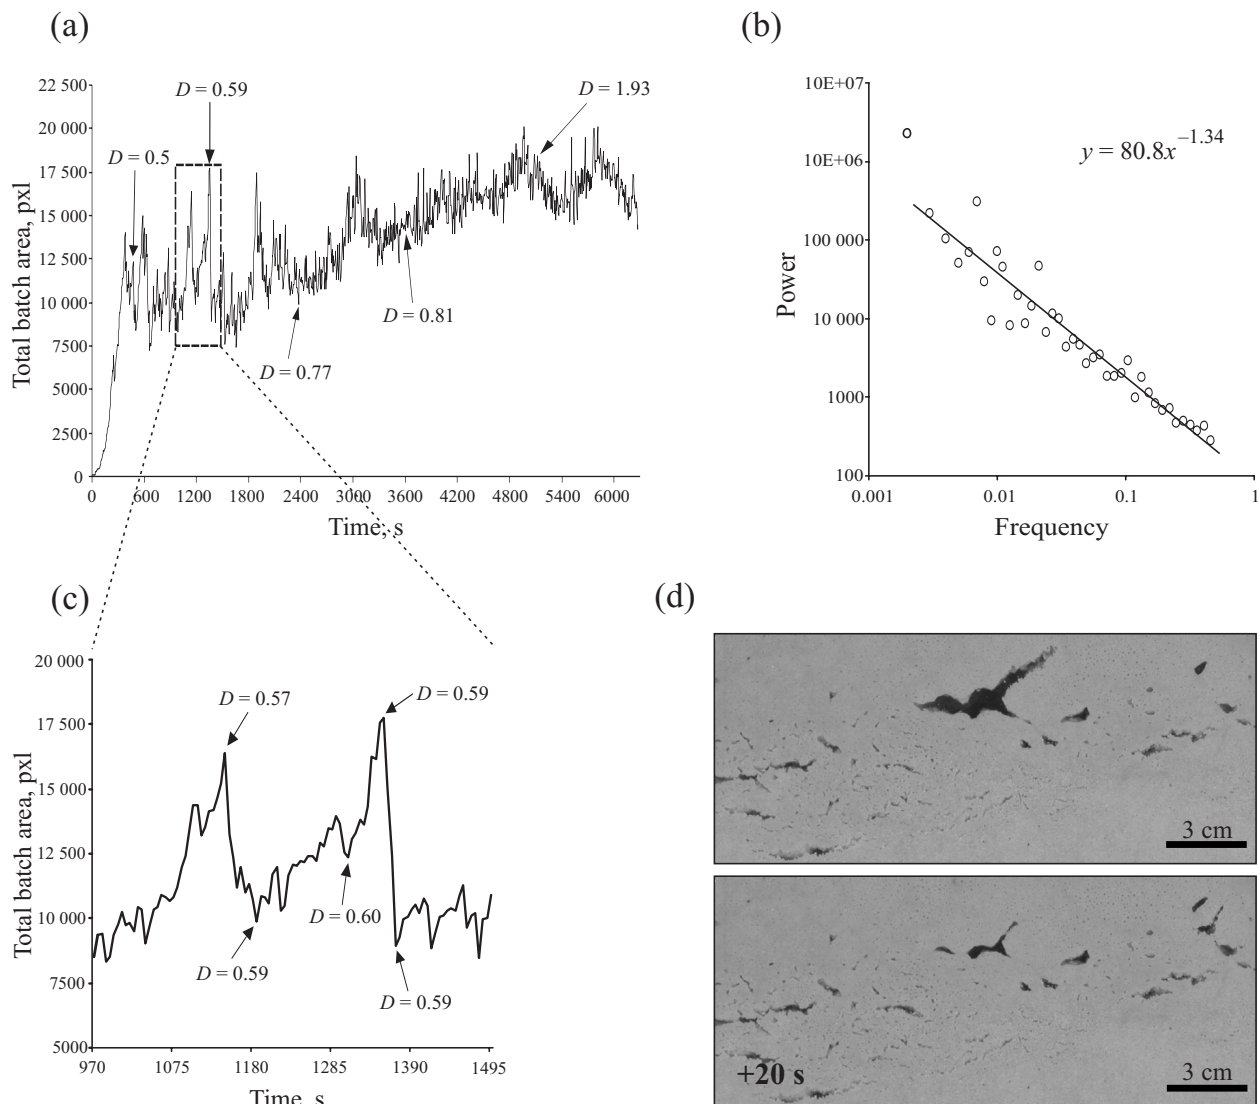 (a)
22 500
20 000
17 500
15 000
12 500
10 000
7500
5000
2500
0
Total batch area, pxl
D = 0.5
D = 0.59
D = 1.93
D = 0.77
D = 0.81
0 600 1200 1800 2400 3000 3600 4200 4800 5400 6000
Time, s
(b)
10E+07
10E+06
100 000
10 000
1000
100
Power
y = 80.8x^−1.34
0.001 0.01 0.1 1
Frequency
(c)
20 000
17 500
15 000
12 500
10 000
7500
5000
Total batch area, pxl
D = 0.57
D = 0.59
D = 0.60
D = 0.59
D = 0.59
970 1075 1180 1285 1390 1495
Time, s
(d)
3 cm
+20 s
3 cm